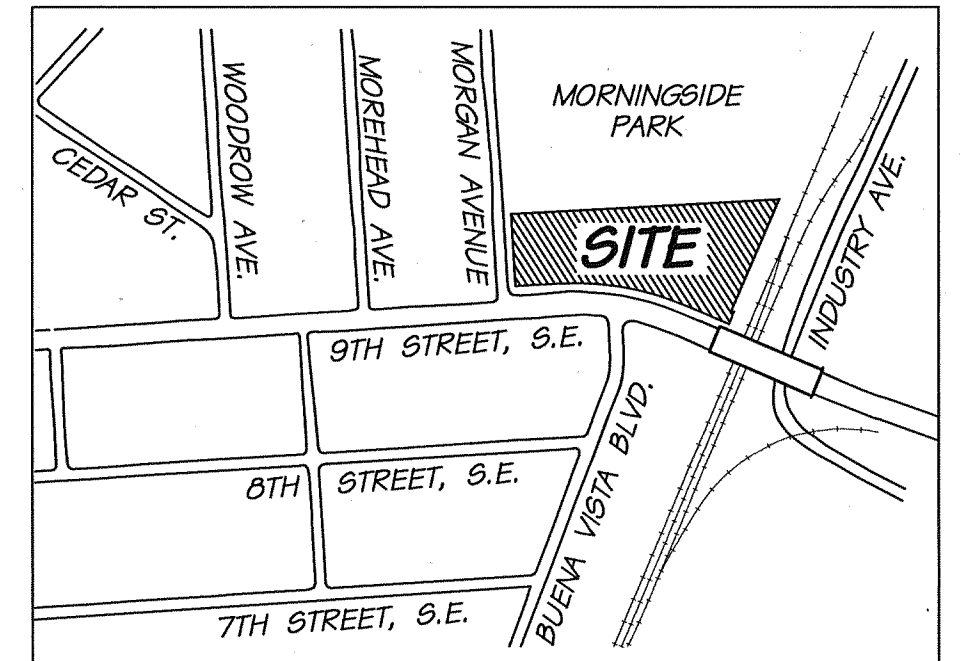 MORNINGSIDE
PARK
CEDAR ST.
WOODROW AVE.
MOREHEAD AVE.
MORGAN AVENUE
SITE
INDUSTRY AVE.
9TH STREET, S.E.
8TH STREET, S.E.
BUENA VISTA BLVD.
7TH STREET, S.E.